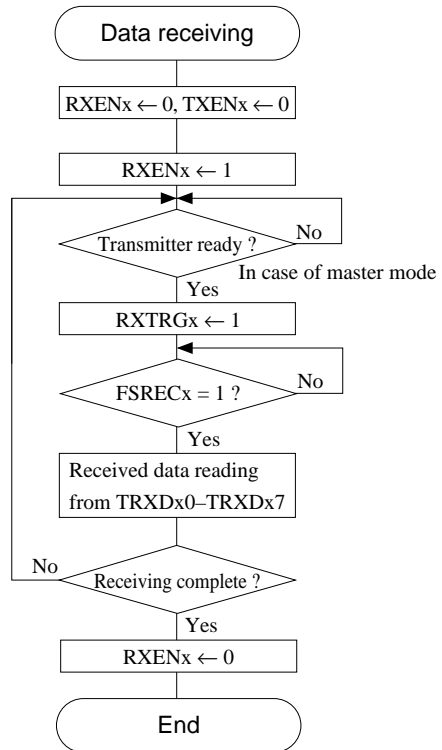 Data receiving
RXENx ← 0, TXENx ← 0
RXENx ← 1
Transmitter ready ?
No
In case of master mode
Yes
RXTRGx ← 1
FSRECx = 1 ?
No
Yes
Received data reading
from TRXDx0–TRXDx7
No
Receiving complete ?
Yes
RXENx ← 0
End